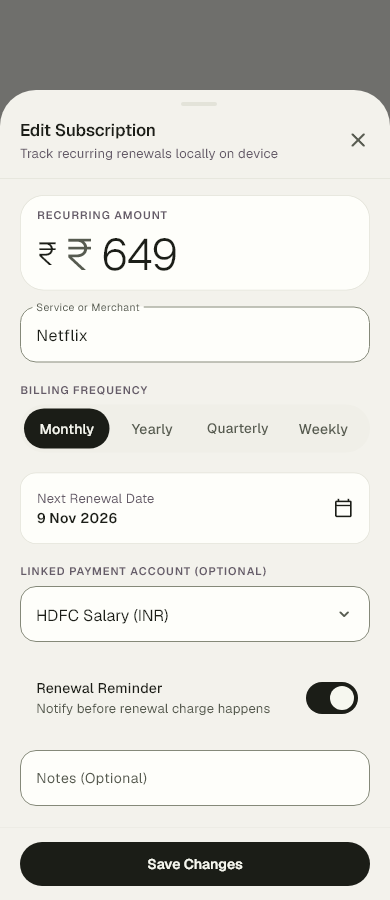 Edit Subscription
Track recurring renewals locally on device
RECURRING AMOUNT
₹ ₹ 649
Service or Merchant
Netflix
BILLING FREQUENCY
Monthly Yearly Quarterly Weekly
Next Renewal Date
9 Nov 2026
LINKED PAYMENT ACCOUNT (OPTIONAL)
HDFC Salary (INR)
Renewal Reminder
Notify before renewal charge happens
Notes (Optional)
Save Changes